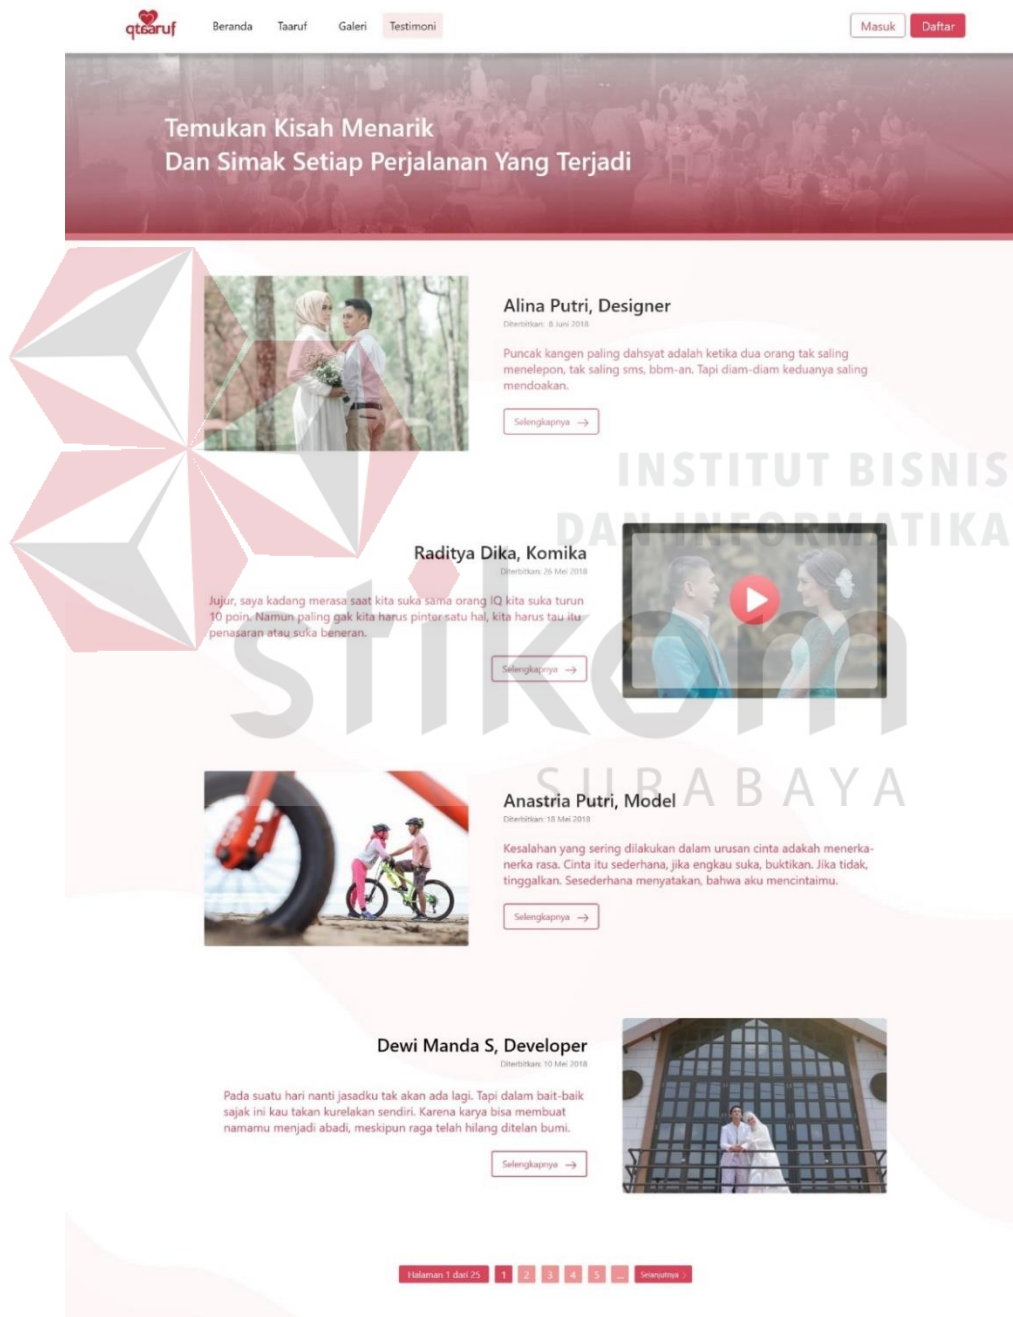 qtaaruf
Beranda Taaruf Galeri Testimoni Masuk Daftar
Temukan Kisah Menarik
Dan Simak Setiap Perjalanan Yang Terjadi
Alina Putri, Designer
Diterbitkan: 8 Juni 2018
Puncak kangen paling dahsyat adalah ketika dua orang tak saling
menelepon, tak saling sms, bbm-an. Tapi diam-diam keduanya saling
mendoakan.
Selengkapnya →
INSTITUT BISNIS
DAN INFORMATIKA
Raditya Dika, Komika
Diterbitkan: 26 Mei 2018
Jujur, saya kadang merasa saat kita suka sama orang IQ kita suka turun
10 poin. Namun paling gak kita harus pinter satu hal, kita harus tau itu
penasaran atau suka beneran.
Selengkapnya →
stikom
SURABAYA
Anastria Putri, Model
Diterbitkan: 18 Mei 2018
Kesalahan yang sering dilakukan dalam urusan cinta adakah menerka-
nerka rasa. Cinta itu sederhana, jika engkau suka, buktikan. Jika tidak,
tinggalkan. Sesederhana menyatakan, bahwa aku mencintaimu.
Selengkapnya →
Dewi Manda S, Developer
Diterbitkan: 10 Mei 2018
Pada suatu hari nanti jasadku tak akan ada lagi. Tapi dalam bait-baik
sajak ini kau takan kurelakan sendiri. Karena karya bisa membuat
namamu menjadi abadi, meskipun raga telah hilang ditelan bumi.
Selengkapnya →
Halaman 1 dari 25 1 2 3 4 5 ... Selanjutnya >